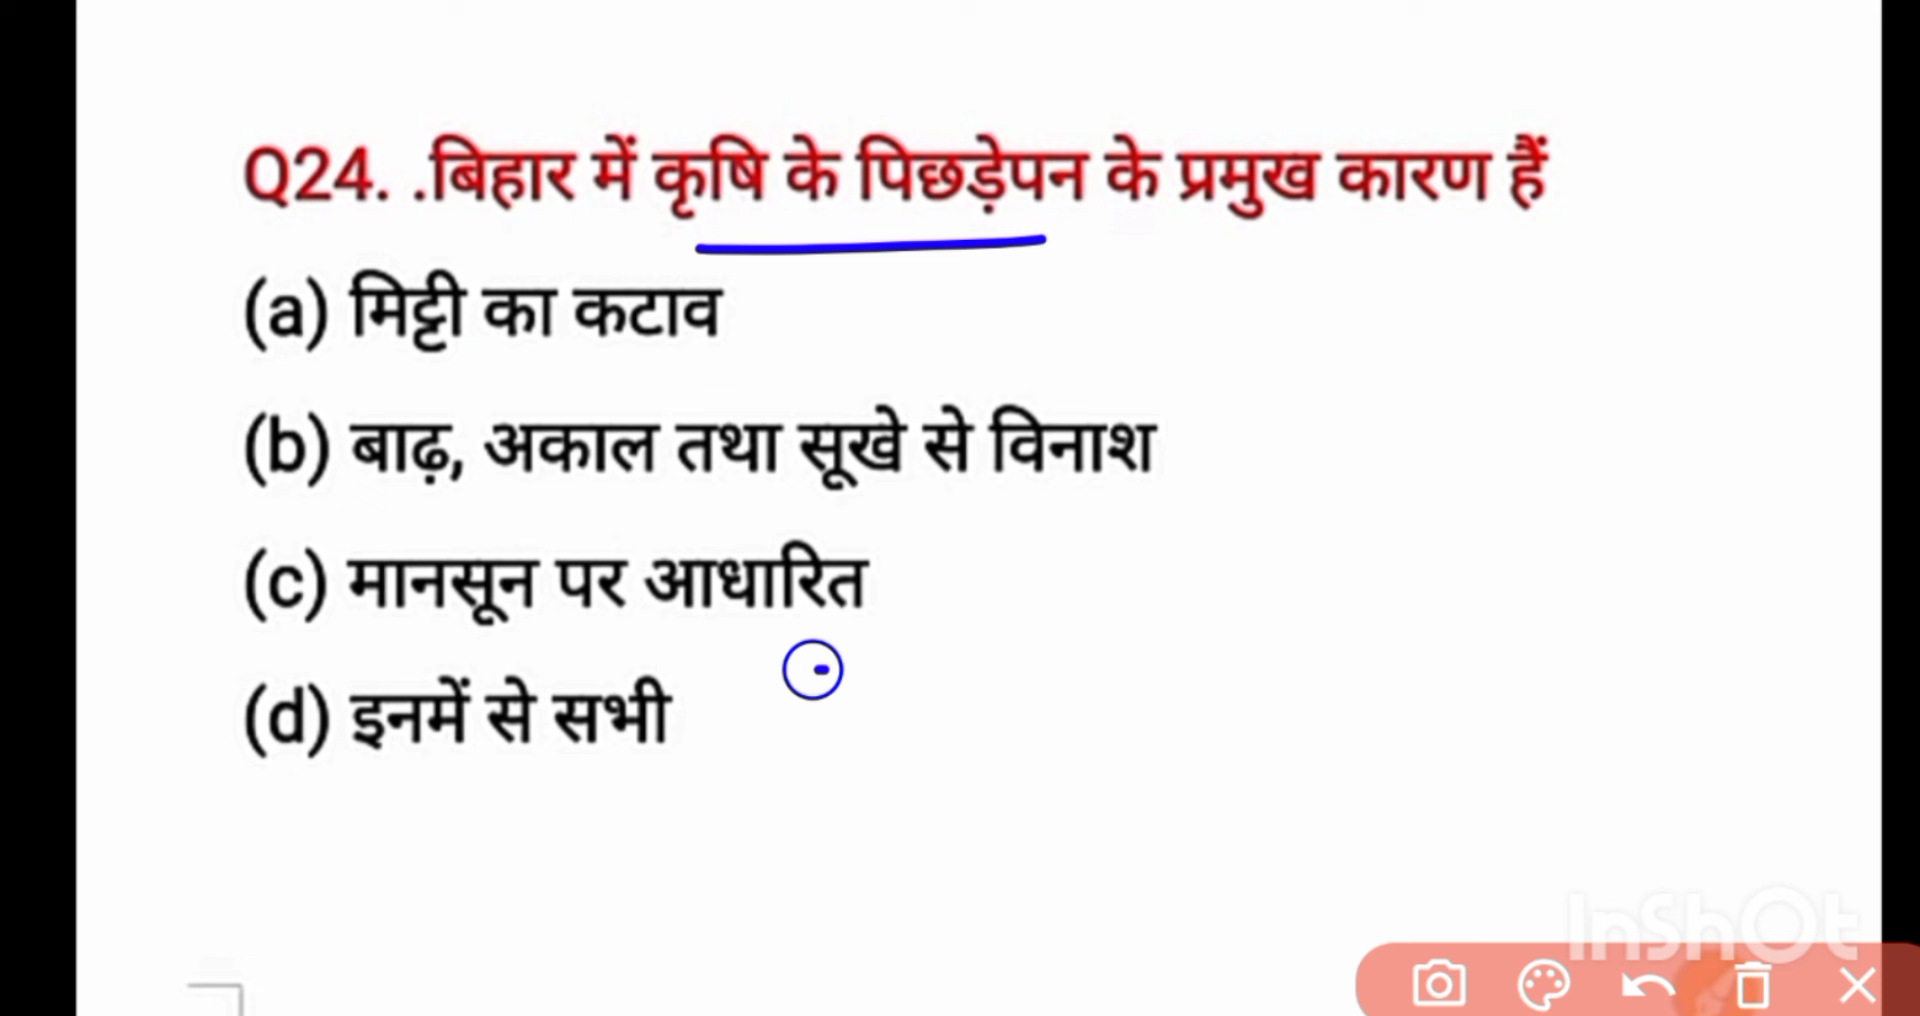 Q24. .बिहार में कृषि के पिछड़ेपन के प्रमुख कारण हैं
(a) मिट्टी का कटाव
(b) बाढ़, अकाल तथा सूखे से विनाश
(c) मानसून पर आधारित
(d) इनमें से सभी
InShOt